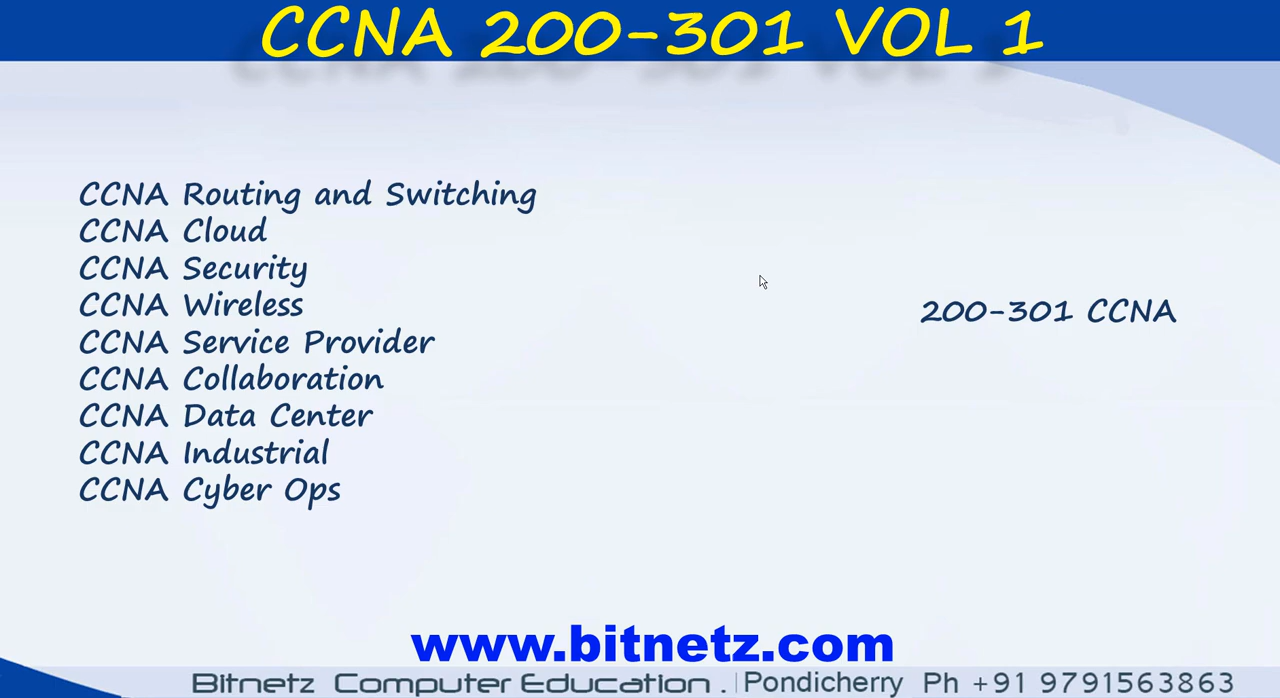 CCNA 200-301 VOL 1
CCNA Routing and Switching
CCNA Cloud
CCNA Security
CCNA Wireless
CCNA Service Provider
CCNA Collaboration
CCNA Data Center
CCNA Industrial
CCNA Cyber Ops
200-301 CCNA
www.bitnetz.com
Bitnetz Computer Education . | Pondicherry Ph +91 9791563863